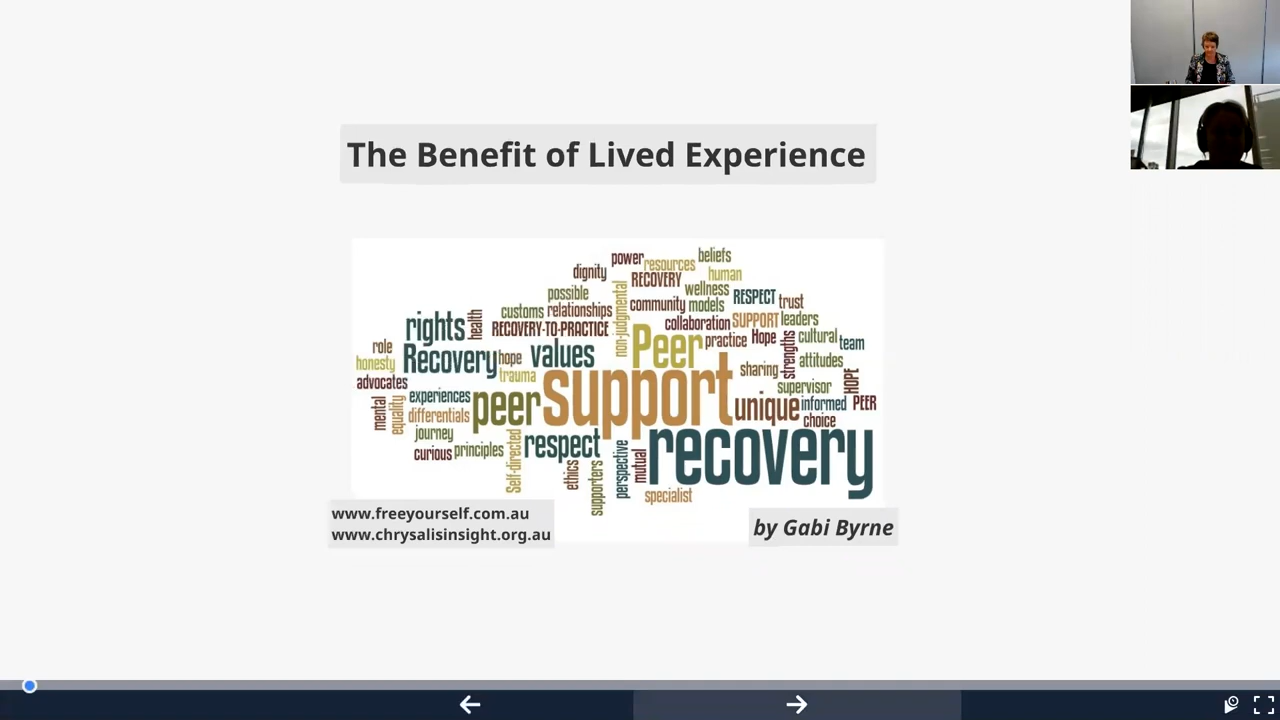 The Benefit of Lived Experience
power
beliefs
dignity
resources
RECOVERY
human
possible
non-judgmental
wellness
customs
relationships
community
models
RESPECT
trust
rights
health
RECOVERY-TO-PRACTICE
collaboration
SUPPORT
leaders
role
Recovery
hope
values
Peer
practice
Hope
strengths
cultural
team
honesty
trauma
sharing
attitudes
advocates
support
supervisor
HOPE
mental
equality
experiences
peer
unique
informed
PEER
differentials
choice
journey
respect
recovery
curious
principles
Self-directed
ethics
supporters
perspective
mutual
specialist
www.freeyourself.com.au
www.chrysalisinsight.org.au
by Gabi Byrne